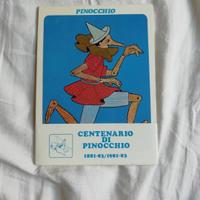 PINOCCHIO
CENTENARIO
DI
PINOCCHIO
1881-83/1981-83